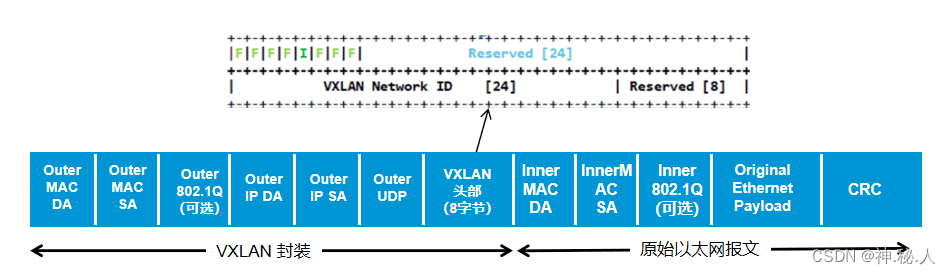 |F|F|F|F|I|F|F|F| Reserved [24] |
| VXLAN Network ID [24] | Reserved [8] |
Outer
MAC
DA
Outer
MAC
SA
Outer
802.1Q
(可选)
Outer
IP DA
Outer
IP SA
Outer
UDP
VXLAN
头部
(8字节)
Inner
MAC
DA
InnerM
AC
SA
Inner
802.1Q
(可选)
Original
Ethernet
Payload
CRC
VXLAN 封装
原始以太网报文
CSDN @神.秘.人